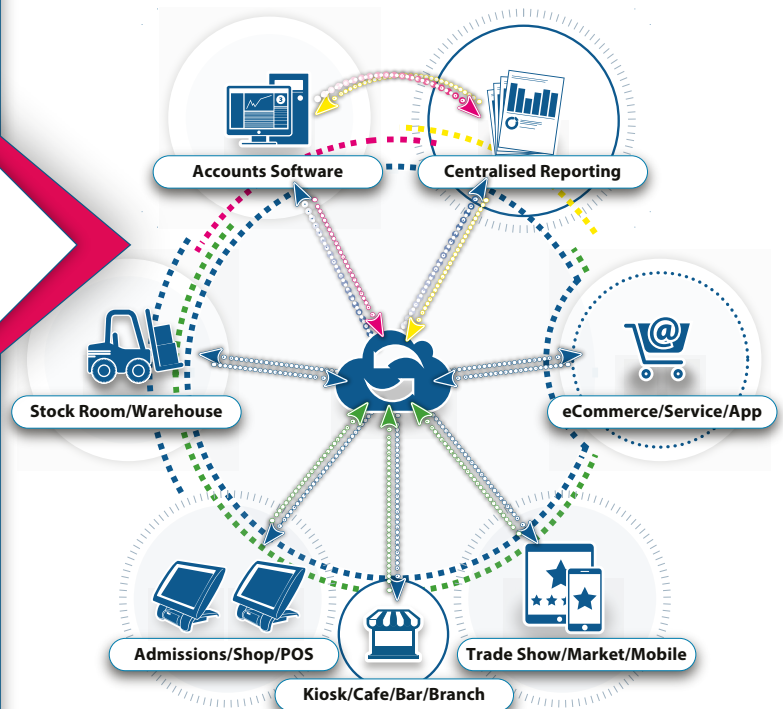 Accounts Software
Centralised Reporting
Stock Room/Warehouse
@
eCommerce/Service/App
Admissions/Shop/POS
Trade Show/Market/Mobile
Kiosk/Cafe/Bar/Branch